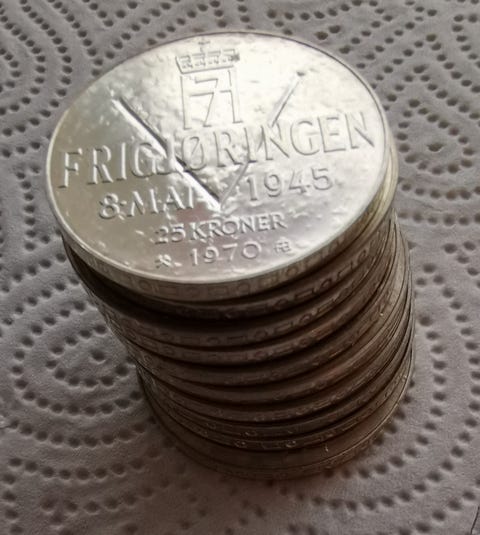 FRIGJØRINGEN
8·MAI 1945
25 KRONER
1970